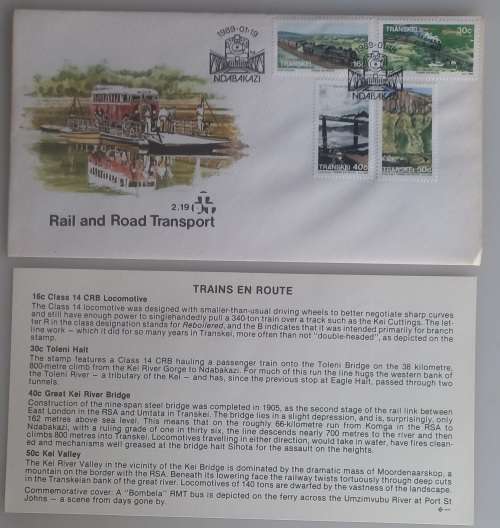 1989-01-19
NDABAKAZI
TRANSKEI
16c
TRANSKEI 30c
1989-01-19
NDABAKAZI
TRANSKEI 40c
TRANSKEI 50c
2.19
Rail and Road Transport
TRAINS EN ROUTE
16c Class 14 CRB Locomotive
The Class 14 locomotive was designed with smaller-than-usual driving wheels to better negotiate sharp curves
and still have enough power to singlehandedly pull a 340-ton train over a track such as the Kei Cuttings. The let-
ter R in the class designation stands for Reboilered, and the B indicates that it was intended primarily for branch
line work – which it did for so many years in Transkei, more often than not "double-headed", as depicted on the
stamp.
30c Toleni Halt
The stamp features a Class 14 CRB hauling a passenger train onto the Toleni Bridge on the 38 kilometre,
800-metre climb from the Kei River Gorge to Ndabakazi. For much of this run the line hugs the western bank of
the Toleni River – a tributary of the Kei – and has, since the previous stop at Eagle Halt, passed through two
tunnels.
40c Great Kei River Bridge
Construction of the nine-span steel bridge was completed in 1905, as the second stage of the rail link between
East London in the RSA and Umtata in Transkei. The bridge lies in a slight depression, and is, surprisingly, only
162 metres above sea level. This means that on the roughly 66-kilometre run from Komga in the RSA to
Ndabakazi, with a ruling grade of one in thirty six, the line descends nearly 700 metres to the river and then
climbs 800 metres into Transkei. Locomotives travelling in either direction, would take in water, have fires clean-
ed and mechanisms well greased at the bridge halt Sihota for the assault on the heights.
50c Kei Valley
The Kei River Valley in the vicinity of the Kei Bridge is dominated by the dramatic mass of Moordenaarskop, a
mountain on the border with the RSA. Beneath its lowering face the railway twists tortuously through deep cuts
in the Transkeian bank of the great river. Locomotives of 140 tons are dwarfed by the vastness of the landscape.
Commemorative cover: A "Bombela" RMT bus is depicted on the ferry across the Umzimvubu River at Port St
Johns – a scene from days gone by.